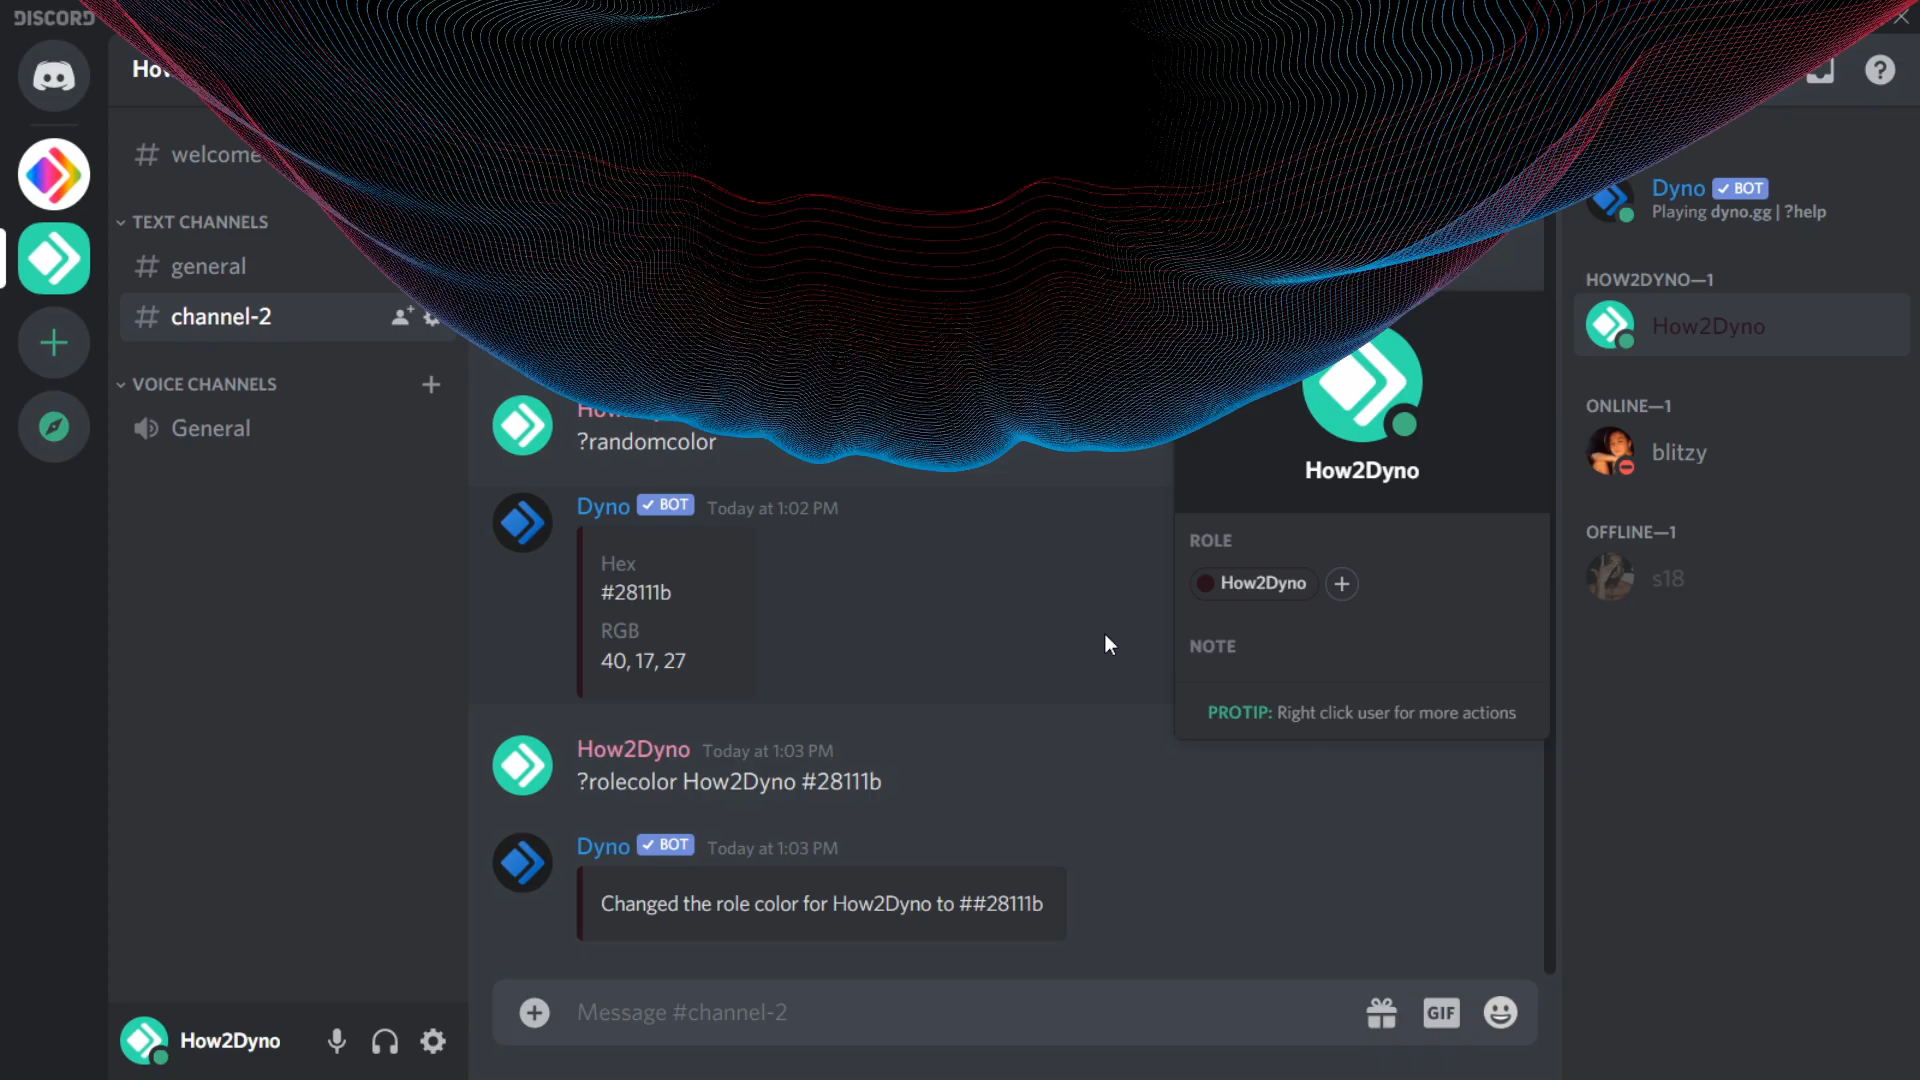 DISCORD
# welcome
TEXT CHANNELS
# general
# channel-2
VOICE CHANNELS
General
How2Dyno
?randomcolor
Dyno BOT Today at 1:02 PM
Hex
#28111b
RGB
40, 17, 27
How2Dyno Today at 1:03 PM
?rolecolor How2Dyno #28111b
Dyno BOT Today at 1:03 PM
Changed the role color for How2Dyno to ##28111b
Message #channel-2
GIF
How2Dyno
ROLE
How2Dyno
NOTE
PROTIP: Right click user for more actions
Dyno BOT
Playing dyno.gg | ?help
HOW2DYNO—1
How2Dyno
ONLINE—1
blitzy
OFFLINE—1
s18